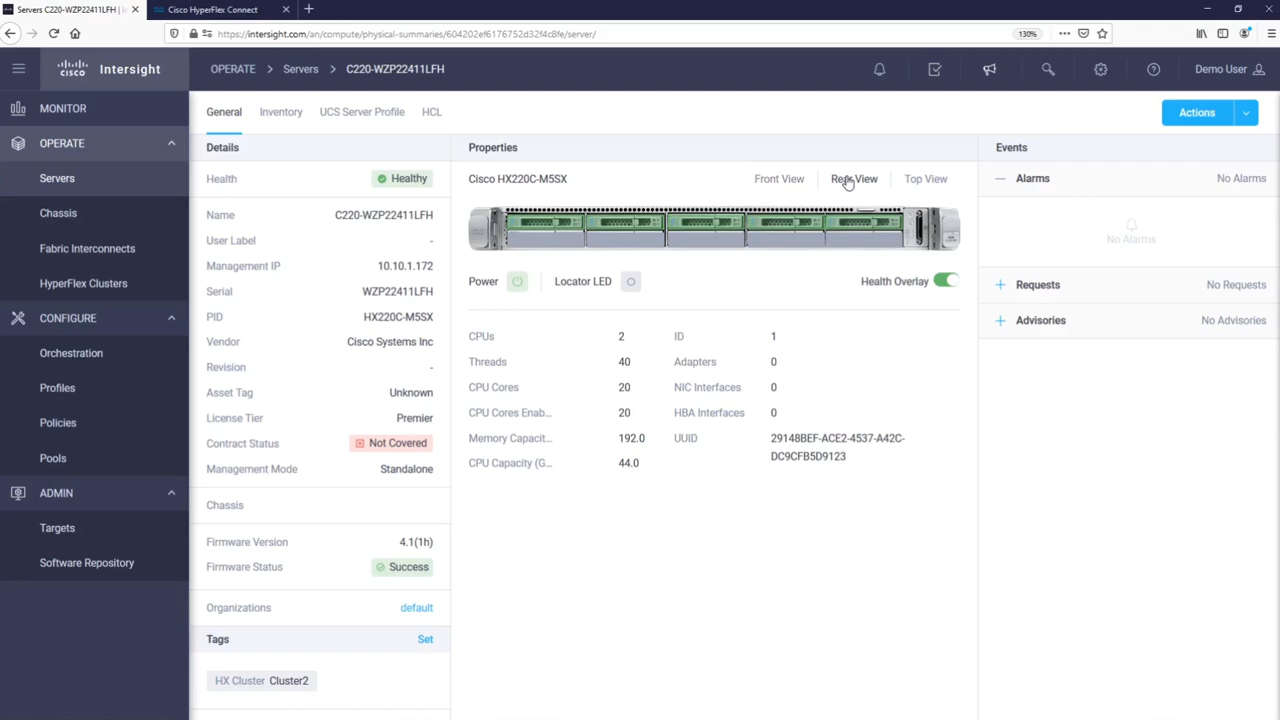 Servers C220-WZP22411LFH | I
Cisco HyperFlex Connect
https://intersight.com/an/compute/physical-summaries/604202ef6176752d32f4c8fe/server/
130%
CISCO
Intersight
OPERATE > Servers > C220-WZP22411LFH
Demo User
MONITOR
OPERATE
Servers
Chassis
Fabric Interconnects
HyperFlex Clusters
CONFIGURE
Orchestration
Profiles
Policies
Pools
ADMIN
Targets
Software Repository
General Inventory UCS Server Profile HCL
Actions
Details
Health Healthy
Name C220-WZP22411LFH
User Label -
Management IP 10.10.1.172
Serial WZP22411LFH
PID HX220C-M5SX
Vendor Cisco Systems Inc
Revision -
Asset Tag Unknown
License Tier Premier
Contract Status Not Covered
Management Mode Standalone
Chassis
Firmware Version 4.1(1h)
Firmware Status Success
Organizations default
Tags Set
HX Cluster Cluster2
Properties
Cisco HX220C-M5SX
Front View Rear View Top View
Power Locator LED Health Overlay
CPUs 2 ID 1
Threads 40 Adapters 0
CPU Cores 20 NIC Interfaces 0
CPU Cores Enab... 20 HBA Interfaces 0
Memory Capacit... 192.0 UUID 29148BEF-ACE2-4537-A42C-
DC9CFB5D9123
CPU Capacity (G... 44.0
Events
Alarms No Alarms
No Alarms
Requests No Requests
Advisories No Advisories